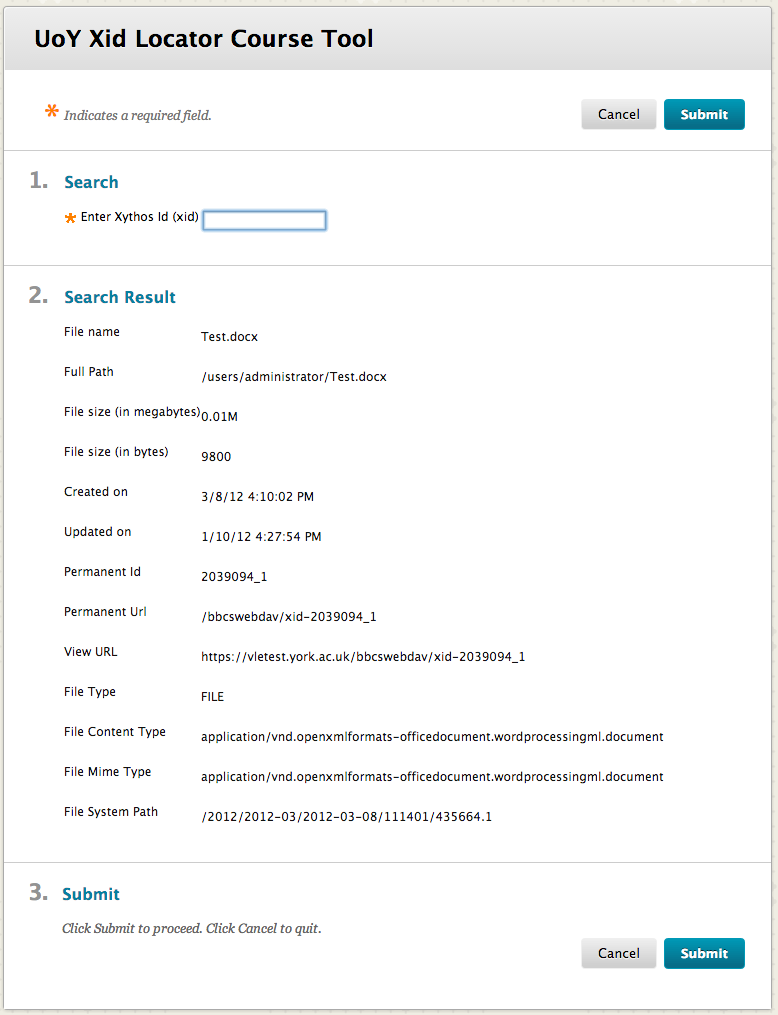 UoY Xid Locator Course Tool
* Indicates a required field.
Cancel Submit
1. Search
* Enter Xythos Id (xid)
2. Search Result
File name Test.docx
Full Path /users/administrator/Test.docx
File size (in megabytes) 0.01M
File size (in bytes) 9800
Created on 3/8/12 4:10:02 PM
Updated on 1/10/12 4:27:54 PM
Permanent Id 2039094_1
Permanent Url /bbcswebdav/xid-2039094_1
View URL https://vletest.york.ac.uk/bbcswebdav/xid-2039094_1
File Type FILE
File Content Type application/vnd.openxmlformats-officedocument.wordprocessingml.document
File Mime Type application/vnd.openxmlformats-officedocument.wordprocessingml.document
File System Path /2012/2012-03/2012-03-08/111401/435664.1
3. Submit
Click Submit to proceed. Click Cancel to quit.
Cancel Submit